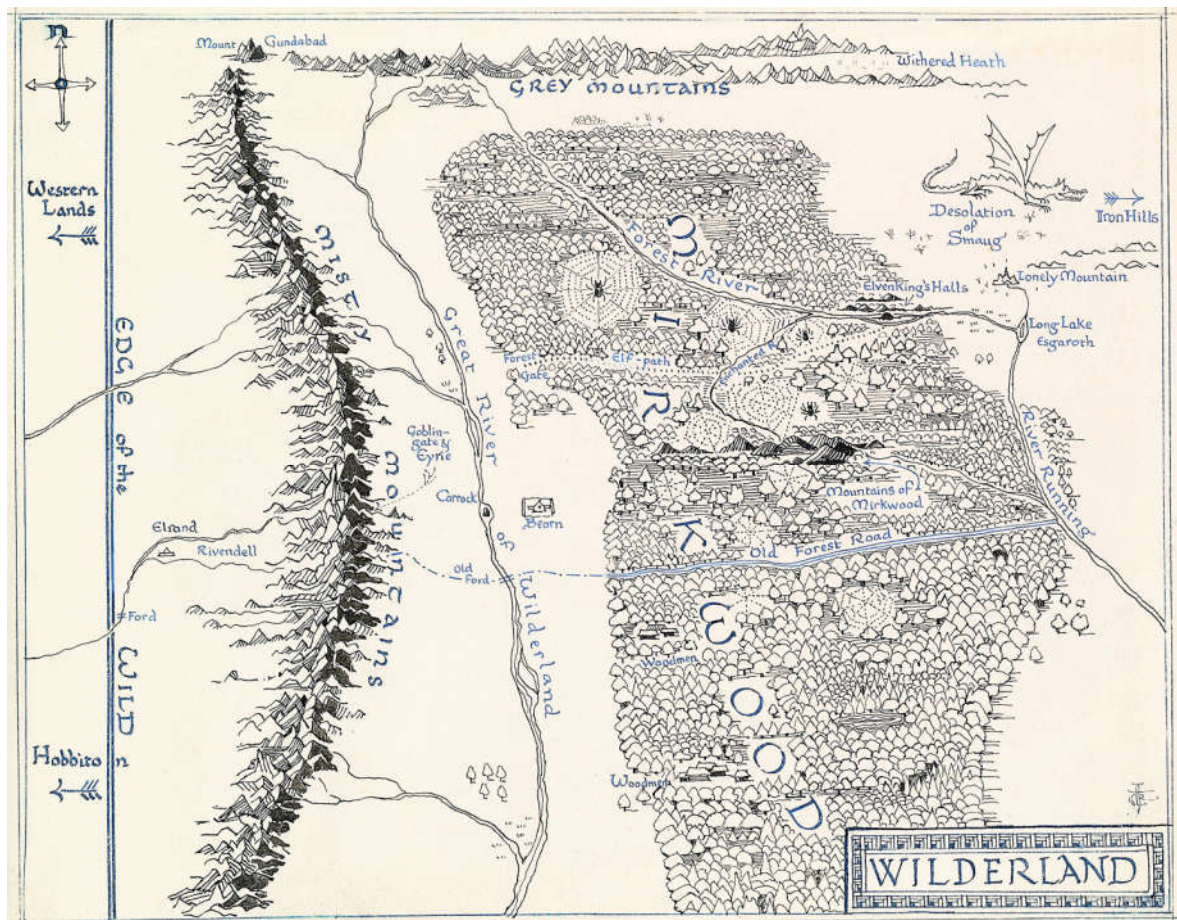 n
Mount Gundabad
Withered Heath
GREY MOUNTAINS
Western
Lands
Desolation
of
Smaug
Iron Hills
MISTY
MOUNTAINS
Forest River
Elvenking's Halls
Lonely Mountain
Long Lake
Esgaroth
EDGE of the WILD
Great River of Wilderland
Forest
Gate
Elf-path
Enchanted R.
MIRKWOOD
River Running
Goblin-
gate &
Eyrie
Carrock
Beorn
Mountains of
Mirkwood
Elrond
Rivendell
Old
Ford
Old Forest Road
Ford
Woodmen
Hobbiton
Woodmen
WILDERLAND